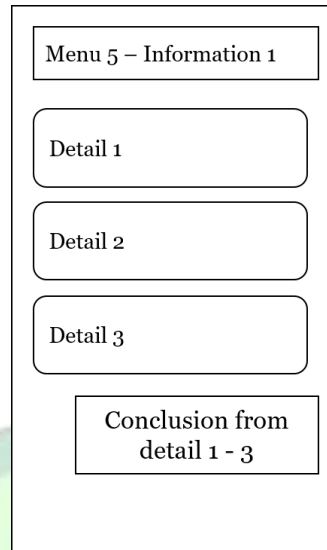 Menu 5 – Information 1
Detail 1
Detail 2
Detail 3
Conclusion from
detail 1 - 3